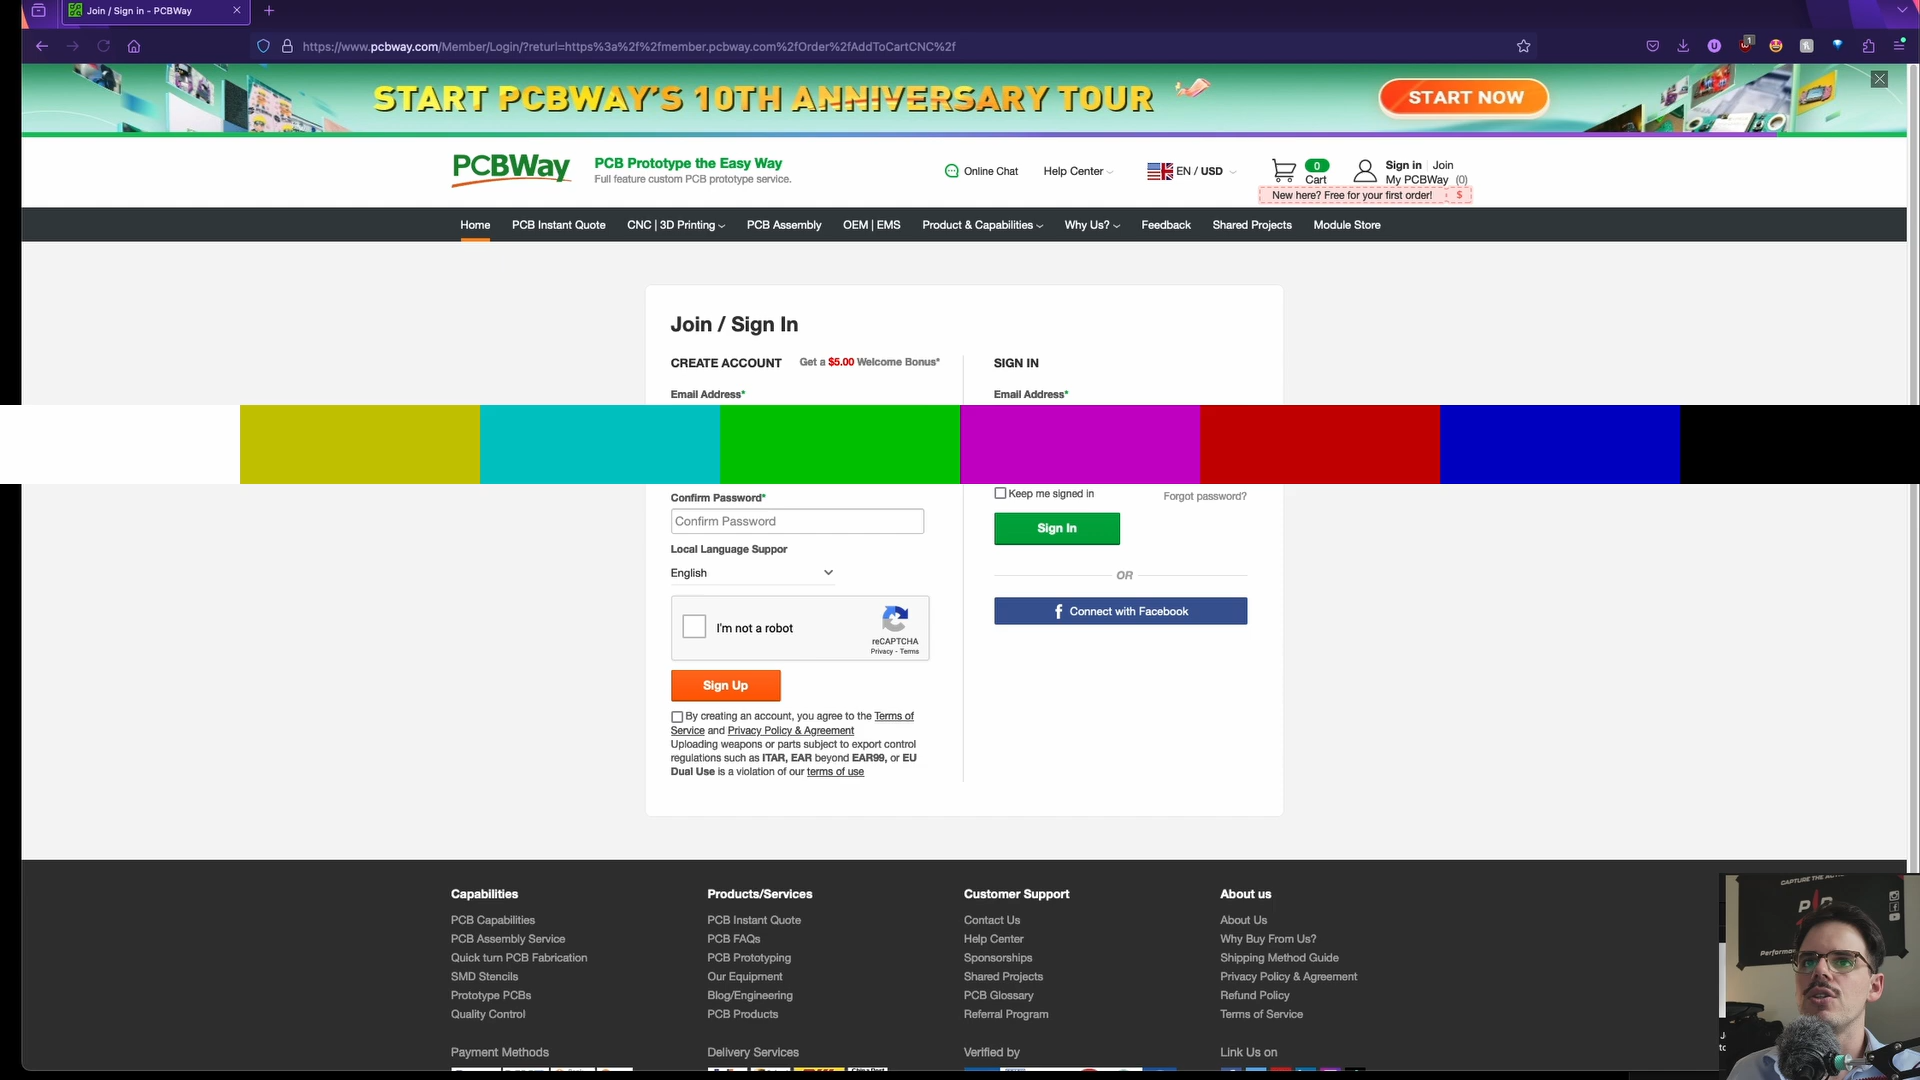 Join / Sign in - PCBWay
https://www.pcbway.com/Member/Login/?returl=https%3a%2f%2fmember.pcbway.com%2fOrder%2fAddToCartCNC%2f
START PCBWAY'S 10TH ANNIVERSARY TOUR
START NOW
PCBWay
PCB Prototype the Easy Way
Full feature custom PCB prototype service.
Online Chat
Help Center
EN / USD
0
Cart
Sign in
Join
My PCBWay (0)
New here? Free for your first order! $
Home
PCB Instant Quote
CNC | 3D Printing
PCB Assembly
OEM | EMS
Product & Capabilities
Why Us?
Feedback
Shared Projects
Module Store
Join / Sign In
CREATE ACCOUNT
Get a $5.00 Welcome Bonus*
Email Address*
Confirm Password*
Confirm Password
Local Language Suppor
English
I'm not a robot
reCAPTCHA
Privacy - Terms
Sign Up
By creating an account, you agree to the Terms of
Service and Privacy Policy & Agreement
Uploading weapons or parts subject to export control
regulations such as ITAR, EAR beyond EAR99, or EU
Dual Use is a violation of our terms of use
SIGN IN
Email Address*
Keep me signed in
Forgot password?
Sign In
OR
Connect with Facebook
Capabilities
PCB Capabilities
PCB Assembly Service
Quick turn PCB Fabrication
SMD Stencils
Prototype PCBs
Quality Control
Payment Methods
Products/Services
PCB Instant Quote
PCB FAQs
PCB Prototyping
Our Equipment
Blog/Engineering
PCB Products
Delivery Services
Customer Support
Contact Us
Help Center
Sponsorships
Shared Projects
PCB Glossary
Referral Program
Verified by
About us
About Us
Why Buy From Us?
Shipping Method Guide
Privacy Policy & Agreement
Refund Policy
Terms of Service
Link Us on